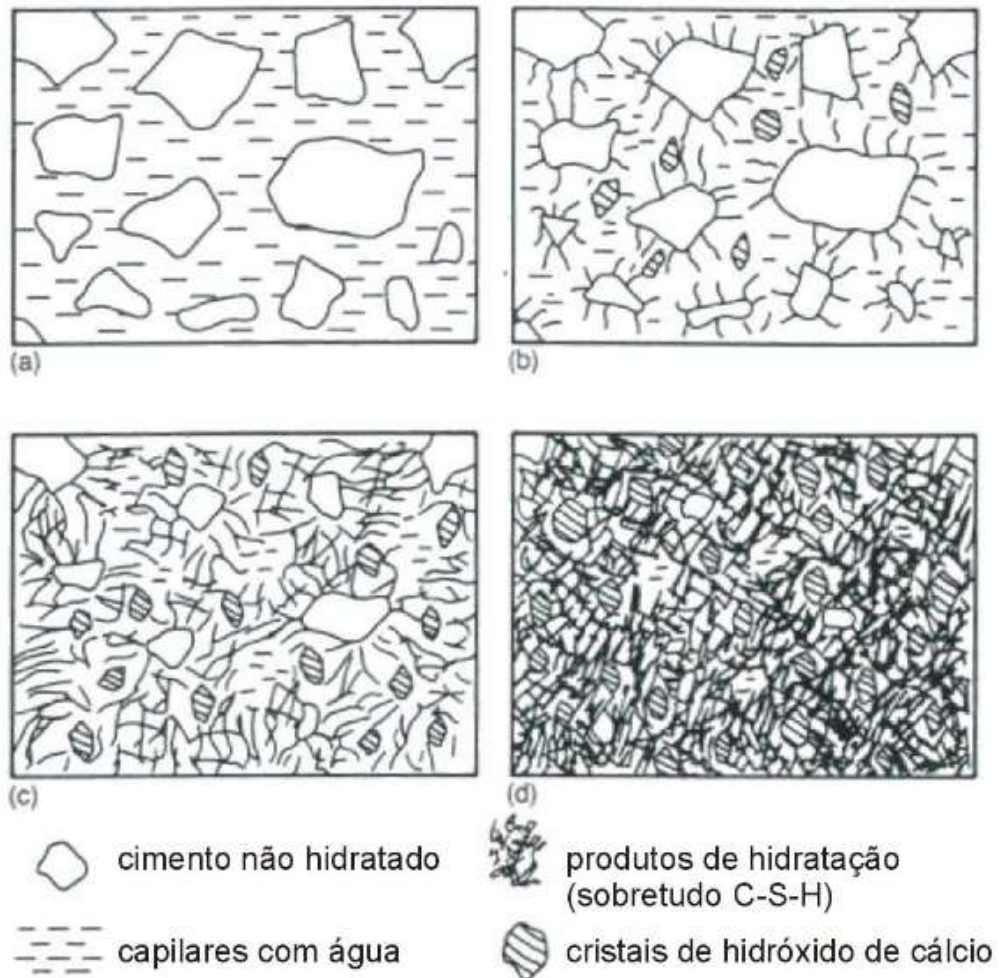 (a)
(b)
(c)
(d)
cimento não hidratado
produtos de hidratação
(sobretudo C-S-H)
capilares com água
cristais de hidróxido de cálcio